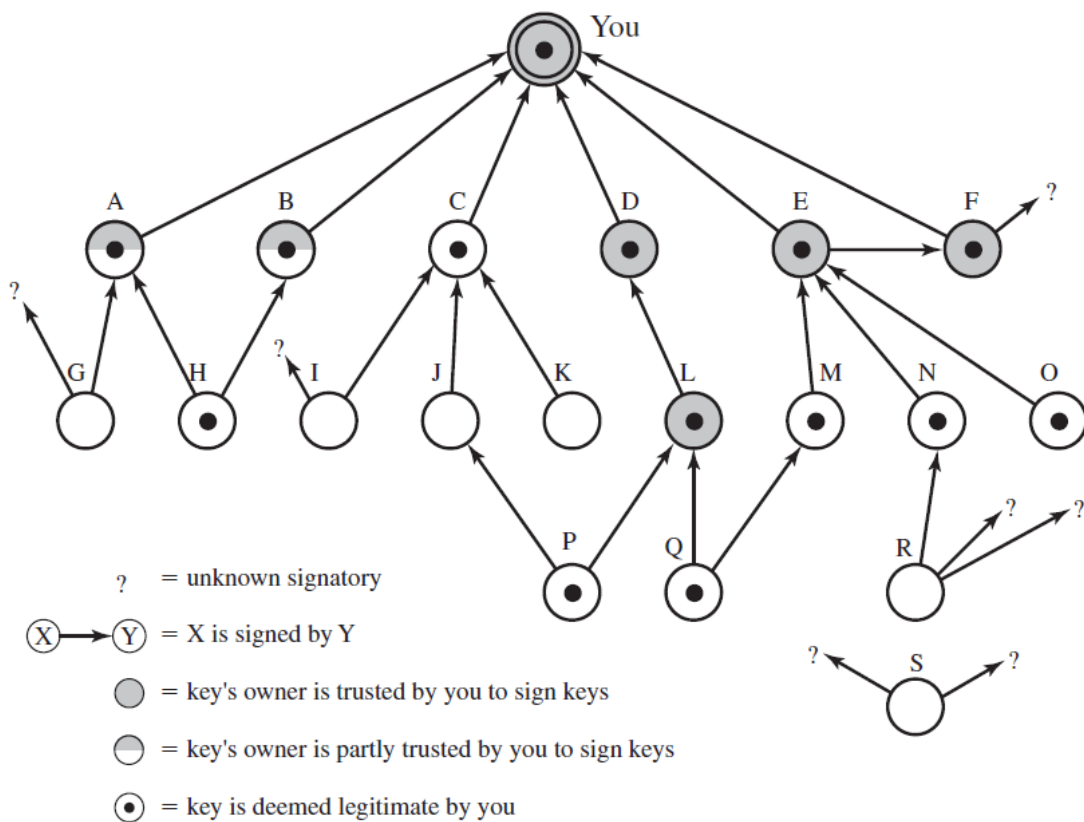 You
A B C D E F ?
?
G H ? I J K L M N O
? ?
P Q R
? = unknown signatory
X Y = X is signed by Y
? S ?
= key's owner is trusted by you to sign keys
= key's owner is partly trusted by you to sign keys
= key is deemed legitimate by you